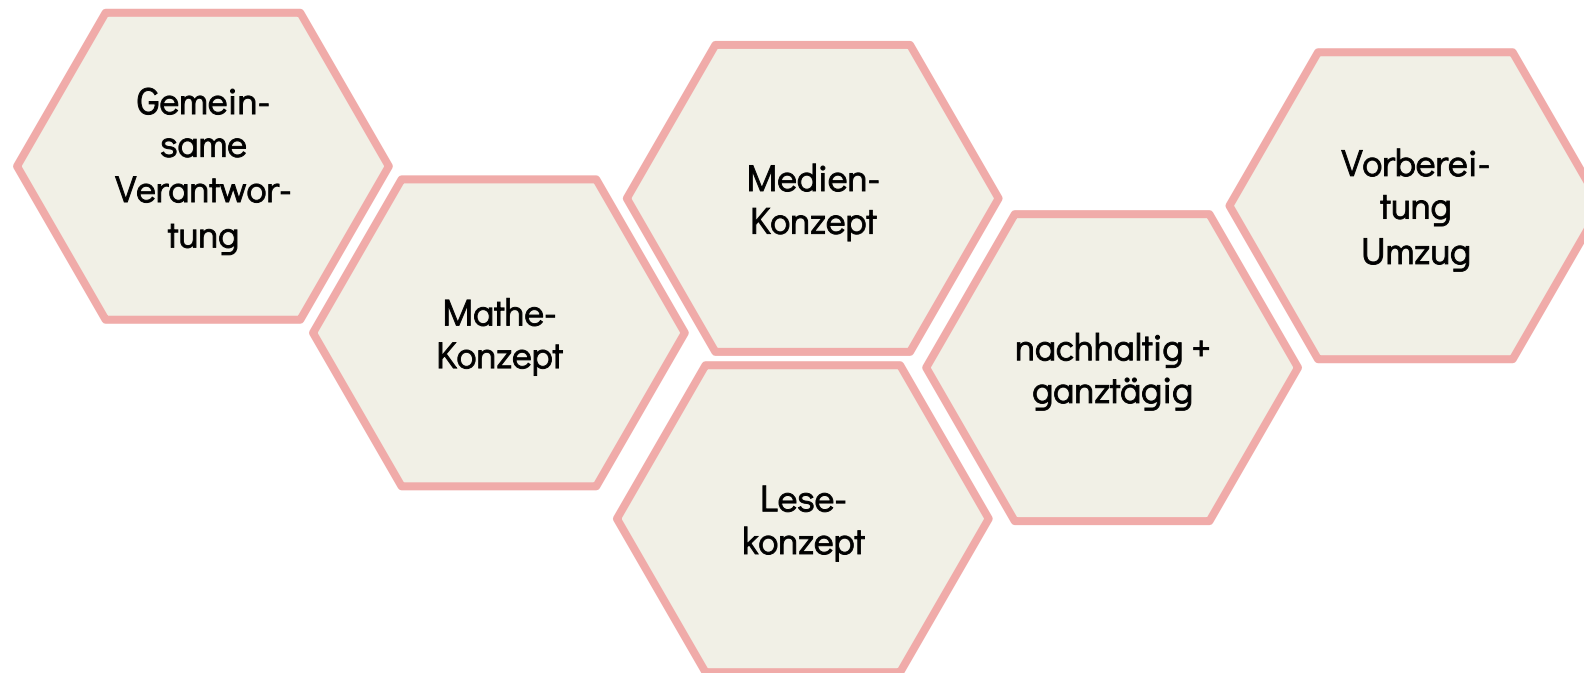 Gemein-
same
Verantwor-
tung
Mathe-
Konzept
Medien-
Konzept
Lese-
konzept
nachhaltig +
ganztägig
Vorberei-
tung
Umzug